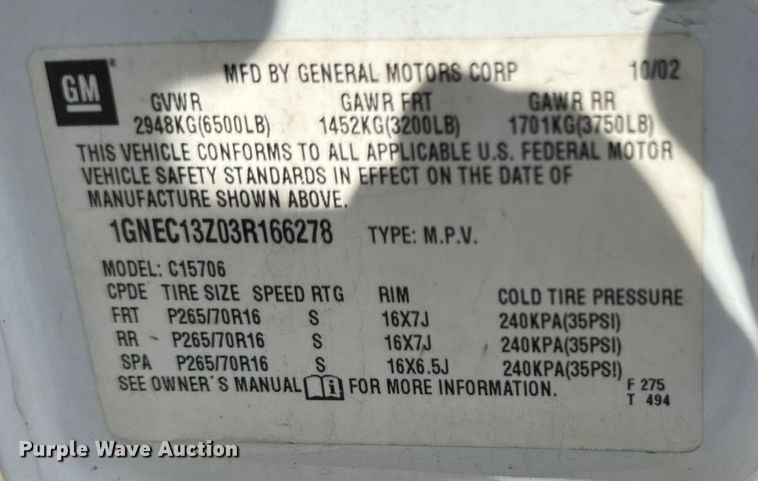 GM® MFD BY GENERAL MOTORS CORP 10/02
GVWR GAWR FRT GAWR RR
2948KG(6500LB) 1452KG(3200LB) 1701KG(3750LB)
THIS VEHICLE CONFORMS TO ALL APPLICABLE U.S. FEDERAL MOTOR
VEHICLE SAFETY STANDARDS IN EFFECT ON THE DATE OF
MANUFACTURE SHOWN ABOVE.
1GNEC13Z03R166278 TYPE: M.P.V.
MODEL: C15706
CPDE TIRE SIZE SPEED RTG RIM COLD TIRE PRESSURE
FRT P265/70R16 S 16X7J 240KPA(35PSI)
RR P265/70R16 S 16X7J 240KPA(35PSI)
SPA P265/70R16 S 16X6.5J 240KPA(35PSI)
SEE OWNER'S MANUAL i FOR MORE INFORMATION. F 275
T 494
Purple Wave Auction